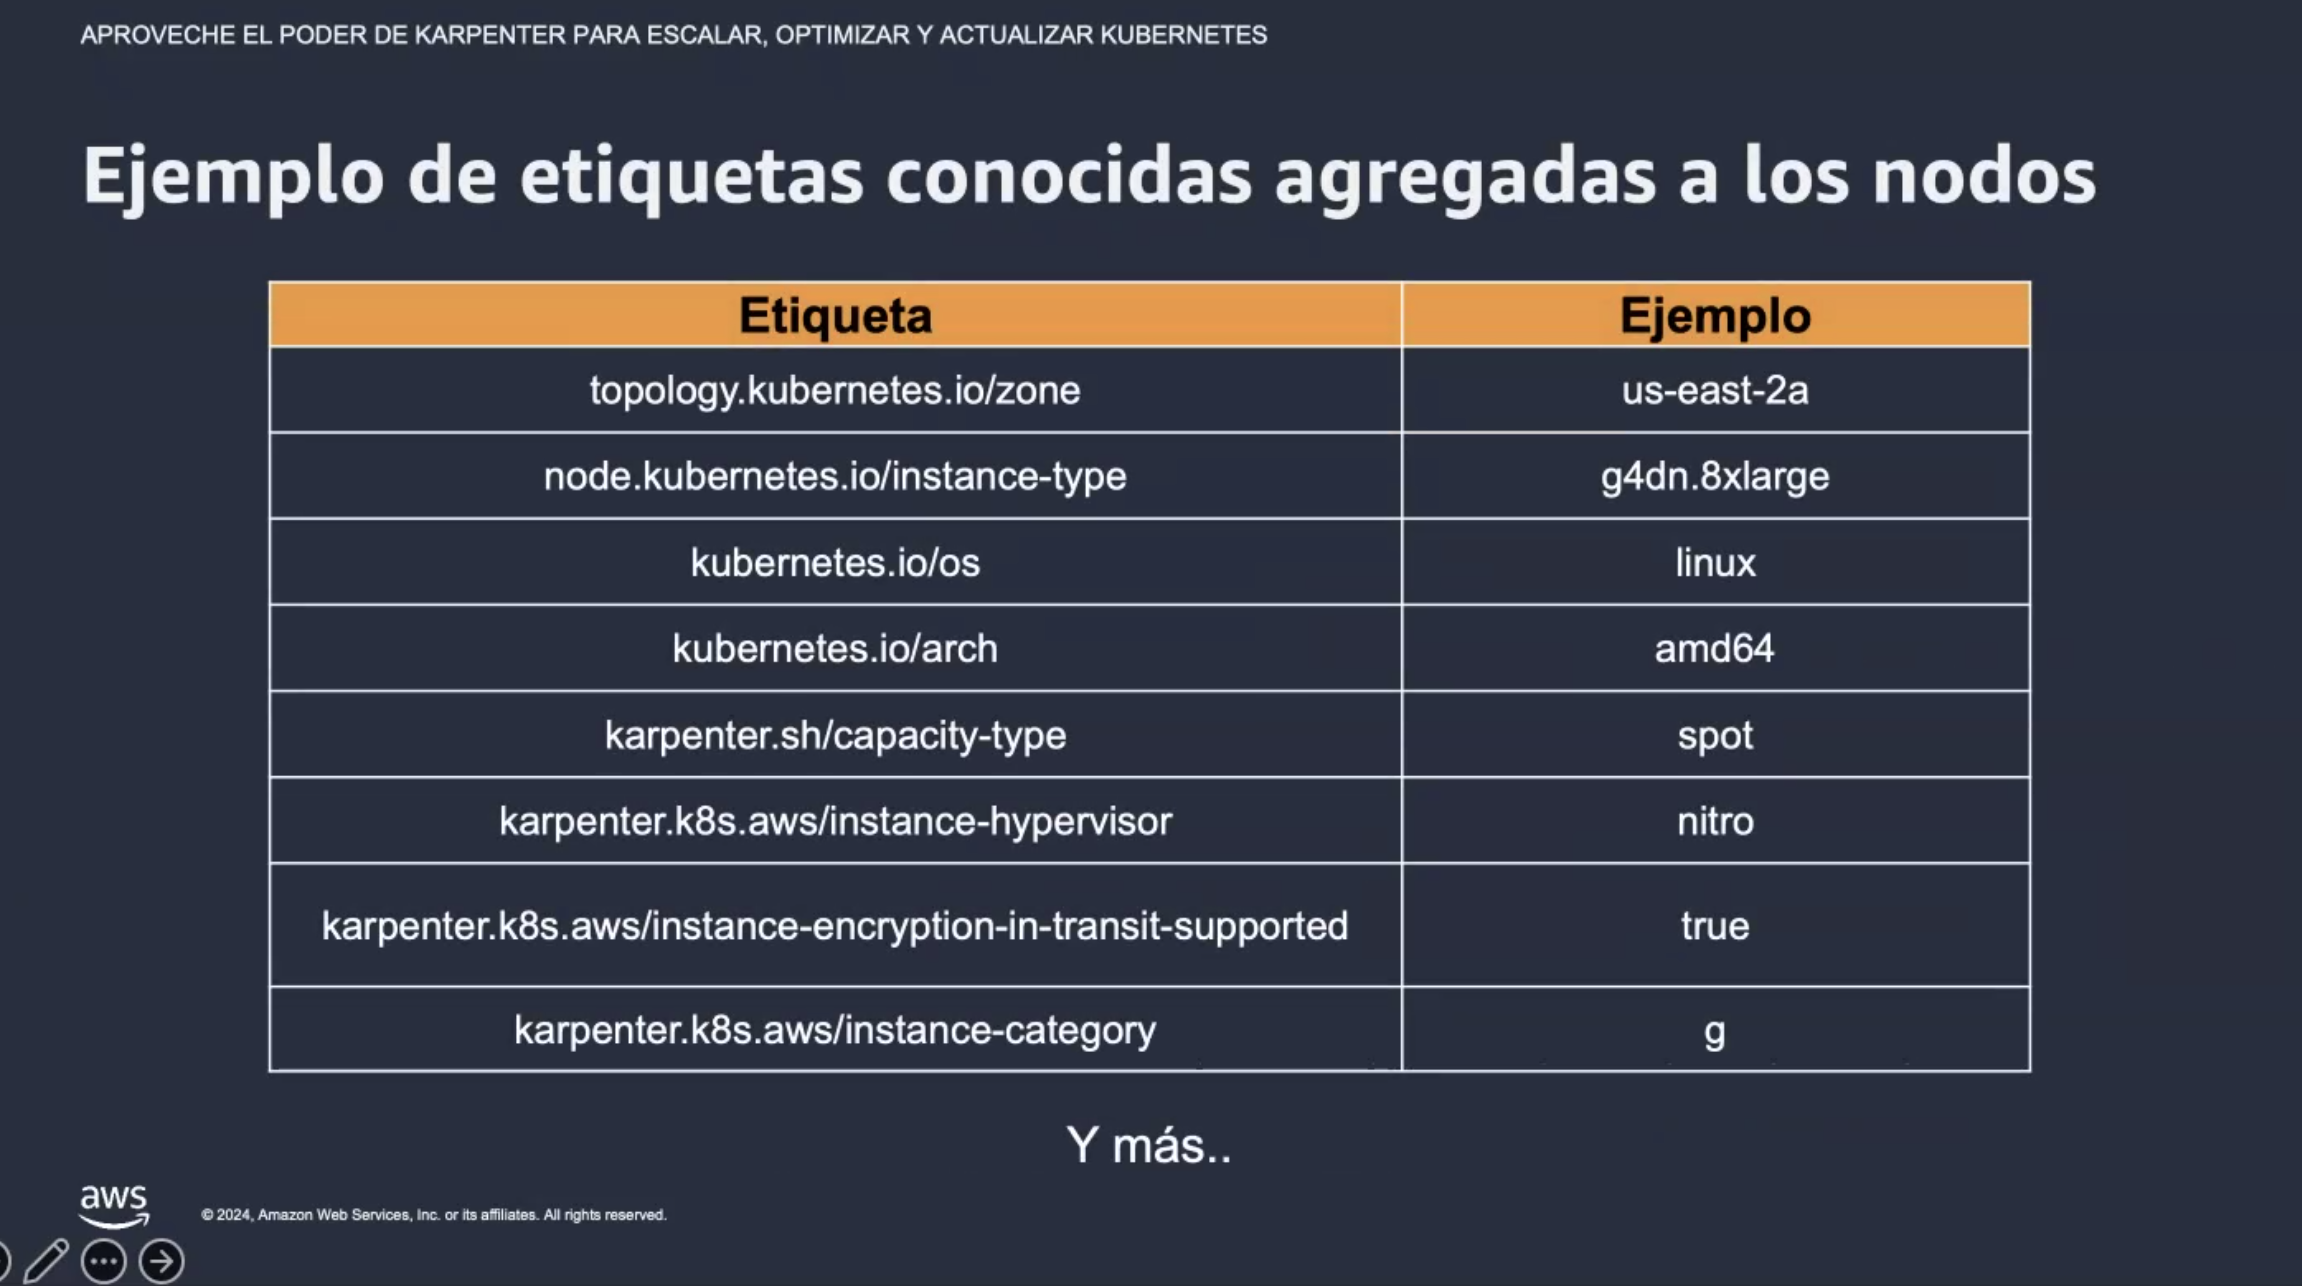 APROVECHE EL PODER DE KARPENTER PARA ESCALAR, OPTIMIZAR Y ACTUALIZAR KUBERNETES
Ejemplo de etiquetas conocidas agregadas a los nodos
Etiqueta Ejemplo
topology.kubernetes.io/zone us-east-2a
node.kubernetes.io/instance-type g4dn.8xlarge
kubernetes.io/os linux
kubernetes.io/arch amd64
karpenter.sh/capacity-type spot
karpenter.k8s.aws/instance-hypervisor nitro
karpenter.k8s.aws/instance-encryption-in-transit-supported true
karpenter.k8s.aws/instance-category g
Y más..
aws
© 2024, Amazon Web Services, Inc. or its affiliates. All rights reserved.